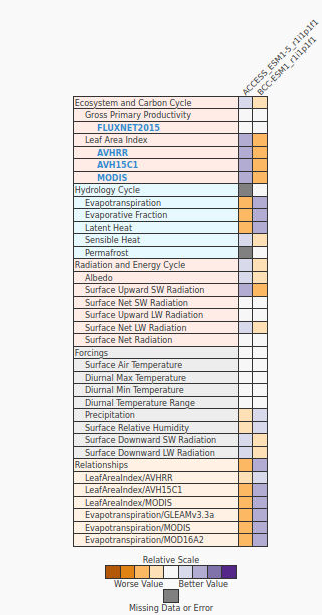 ACCESS_ESM1-5_r1i1p1f1
BCC-ESM1_r1i1p1f1
Ecosystem and Carbon Cycle
Gross Primary Productivity
FLUXNET2015
Leaf Area Index
AVHRR
AVH15C1
MODIS
Hydrology Cycle
Evapotranspiration
Evaporative Fraction
Latent Heat
Sensible Heat
Permafrost
Radiation and Energy Cycle
Albedo
Surface Upward SW Radiation
Surface Net SW Radiation
Surface Upward LW Radiation
Surface Net LW Radiation
Surface Net Radiation
Forcings
Surface Air Temperature
Diurnal Max Temperature
Diurnal Min Temperature
Diurnal Temperature Range
Precipitation
Surface Relative Humidity
Surface Downward SW Radiation
Surface Downward LW Radiation
Relationships
LeafAreaIndex/AVHRR
LeafAreaIndex/AVH15C1
LeafAreaIndex/MODIS
Evapotranspiration/GLEAMv3.3a
Evapotranspiration/MODIS
Evapotranspiration/MOD16A2
Relative Scale
Worse Value Better Value
Missing Data or Error